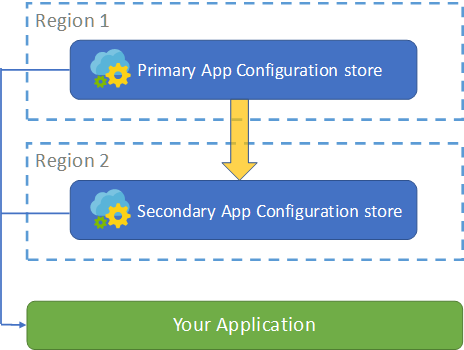 Region 1
Primary App Configuration store
Region 2
Secondary App Configuration store
Your Application